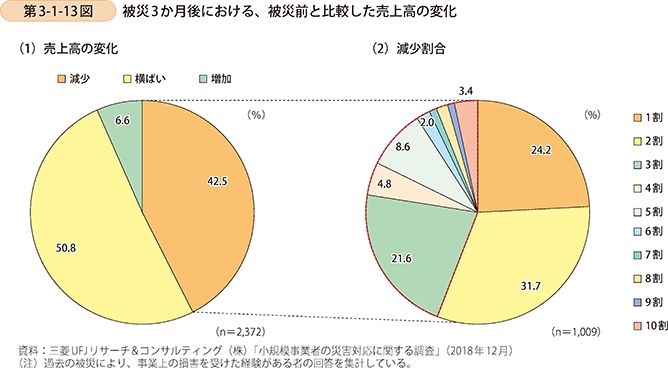 第3-1-13図 被災3か月後における、被災前と比較した売上高の変化
(1)売上高の変化
(2)減少割合
減少 横ばい 増加
(%)
6.6
42.5
50.8
(n=2,372)
(%)
3.4
24.2
31.7
21.6
4.8
8.6
2.0
(n=1,009)
1割
2割
3割
4割
5割
6割
7割
8割
9割
10割
資料:三菱UFJリサーチ&コンサルティング(株)「小規模事業者の災害対応に関する調査」(2018年12月)
(注)過去の被災により、事業上の損害を受けた経験がある者の回答を集計している。